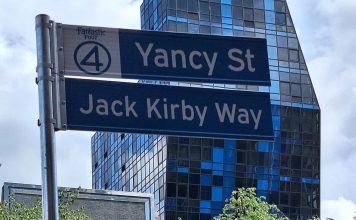 Fantastic
Four
4
Yancy St
Jack Kirby Way